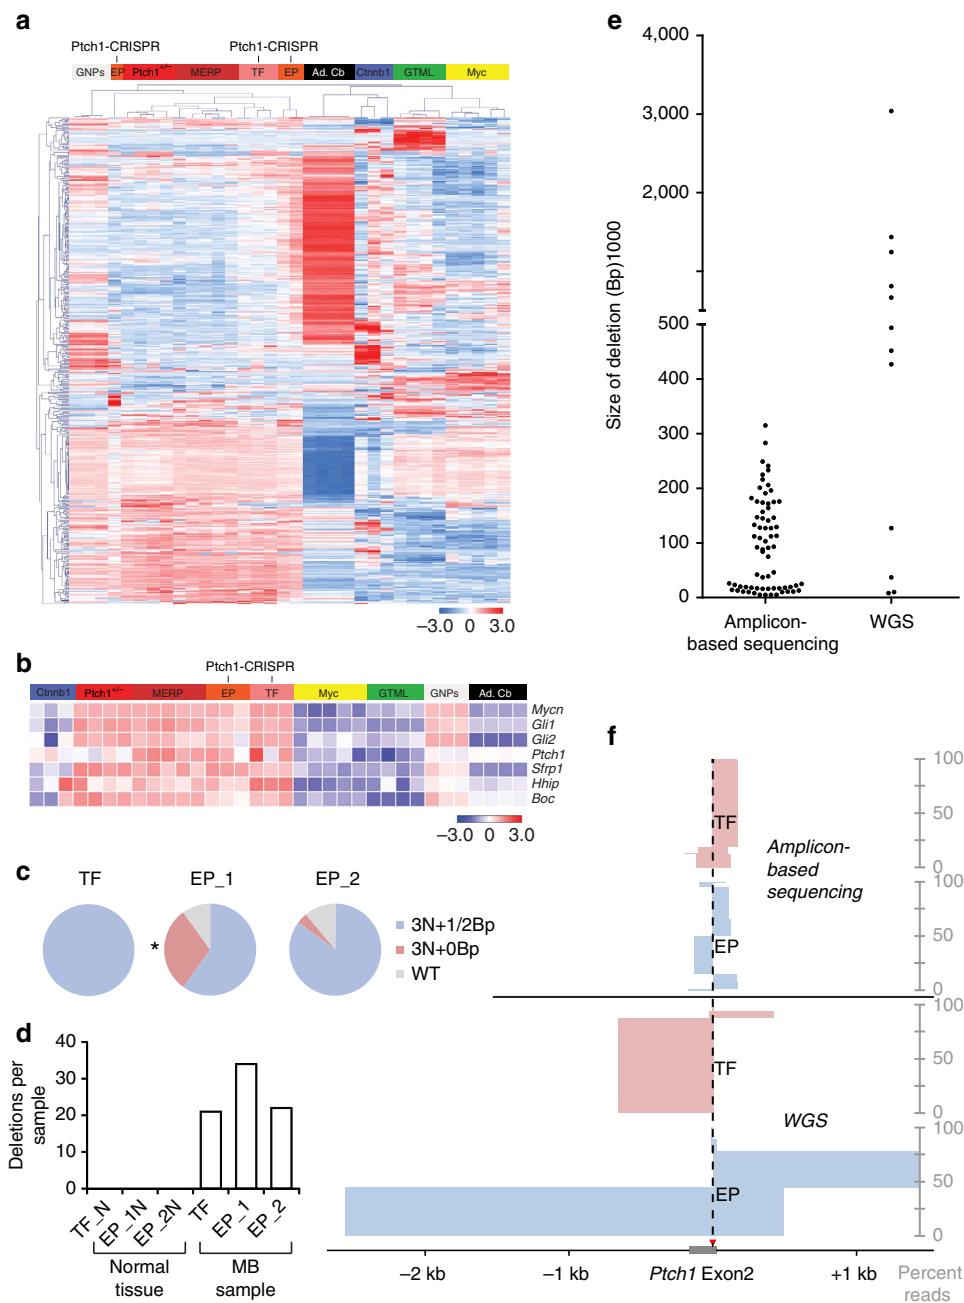 a
Ptch1-CRISPR
Ptch1-CRISPR
GNPs EP Ptch1+/− MERP TF EP Ad. Cb Ctnnb1 GTML Myc
−3.0 0 3.0
b
Ptch1-CRISPR
Ctnnb1 Ptch1+/− MERP EP TF Myc GTML GNPs Ad. Cb
Mycn
Gli1
Gli2
Ptch1
Sfrp1
Hhip
Boc
−3.0 0 3.0
c
TF
EP_1
EP_2
*
3N+1/2Bp
3N+0Bp
WT
d
Deletions per
sample
40
30
20
10
0
TF_N
EP_1N
EP_2N
TF
EP_1
EP_2
Normal
tissue
MB
sample
e
Size of deletion (Bp)1000
4,000
3,000
2,000
500
400
300
200
100
0
Amplicon-
based sequencing
WGS
f
TF
Amplicon-
based
sequencing
EP
100
50
0
100
50
0
TF
WGS
EP
100
50
0
100
50
0
−2 kb
−1 kb
Ptch1 Exon2
+1 kb
Percent
reads